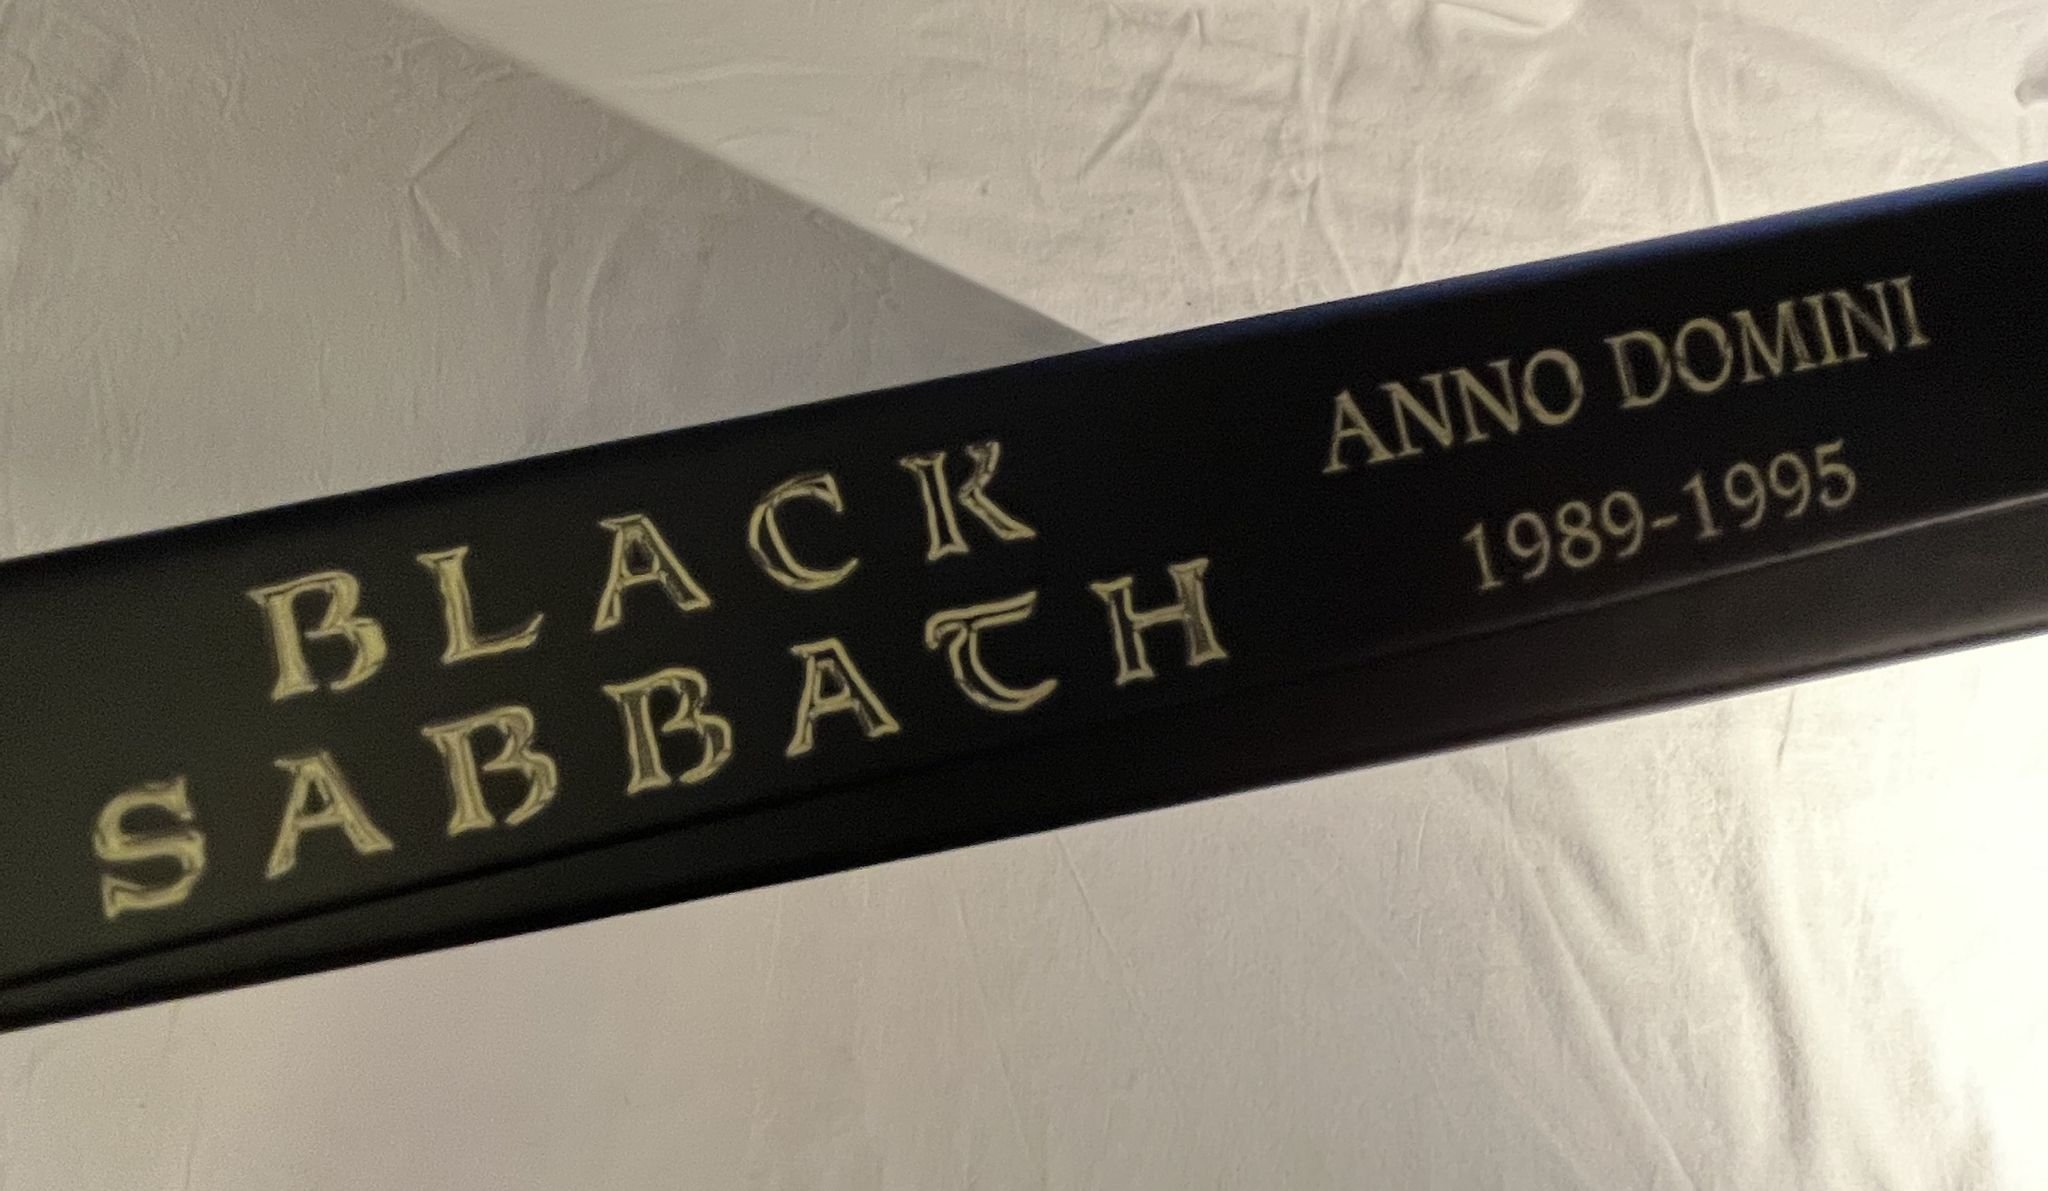 BLACK
SABBATH
ANNO DOMINI
1989-1995